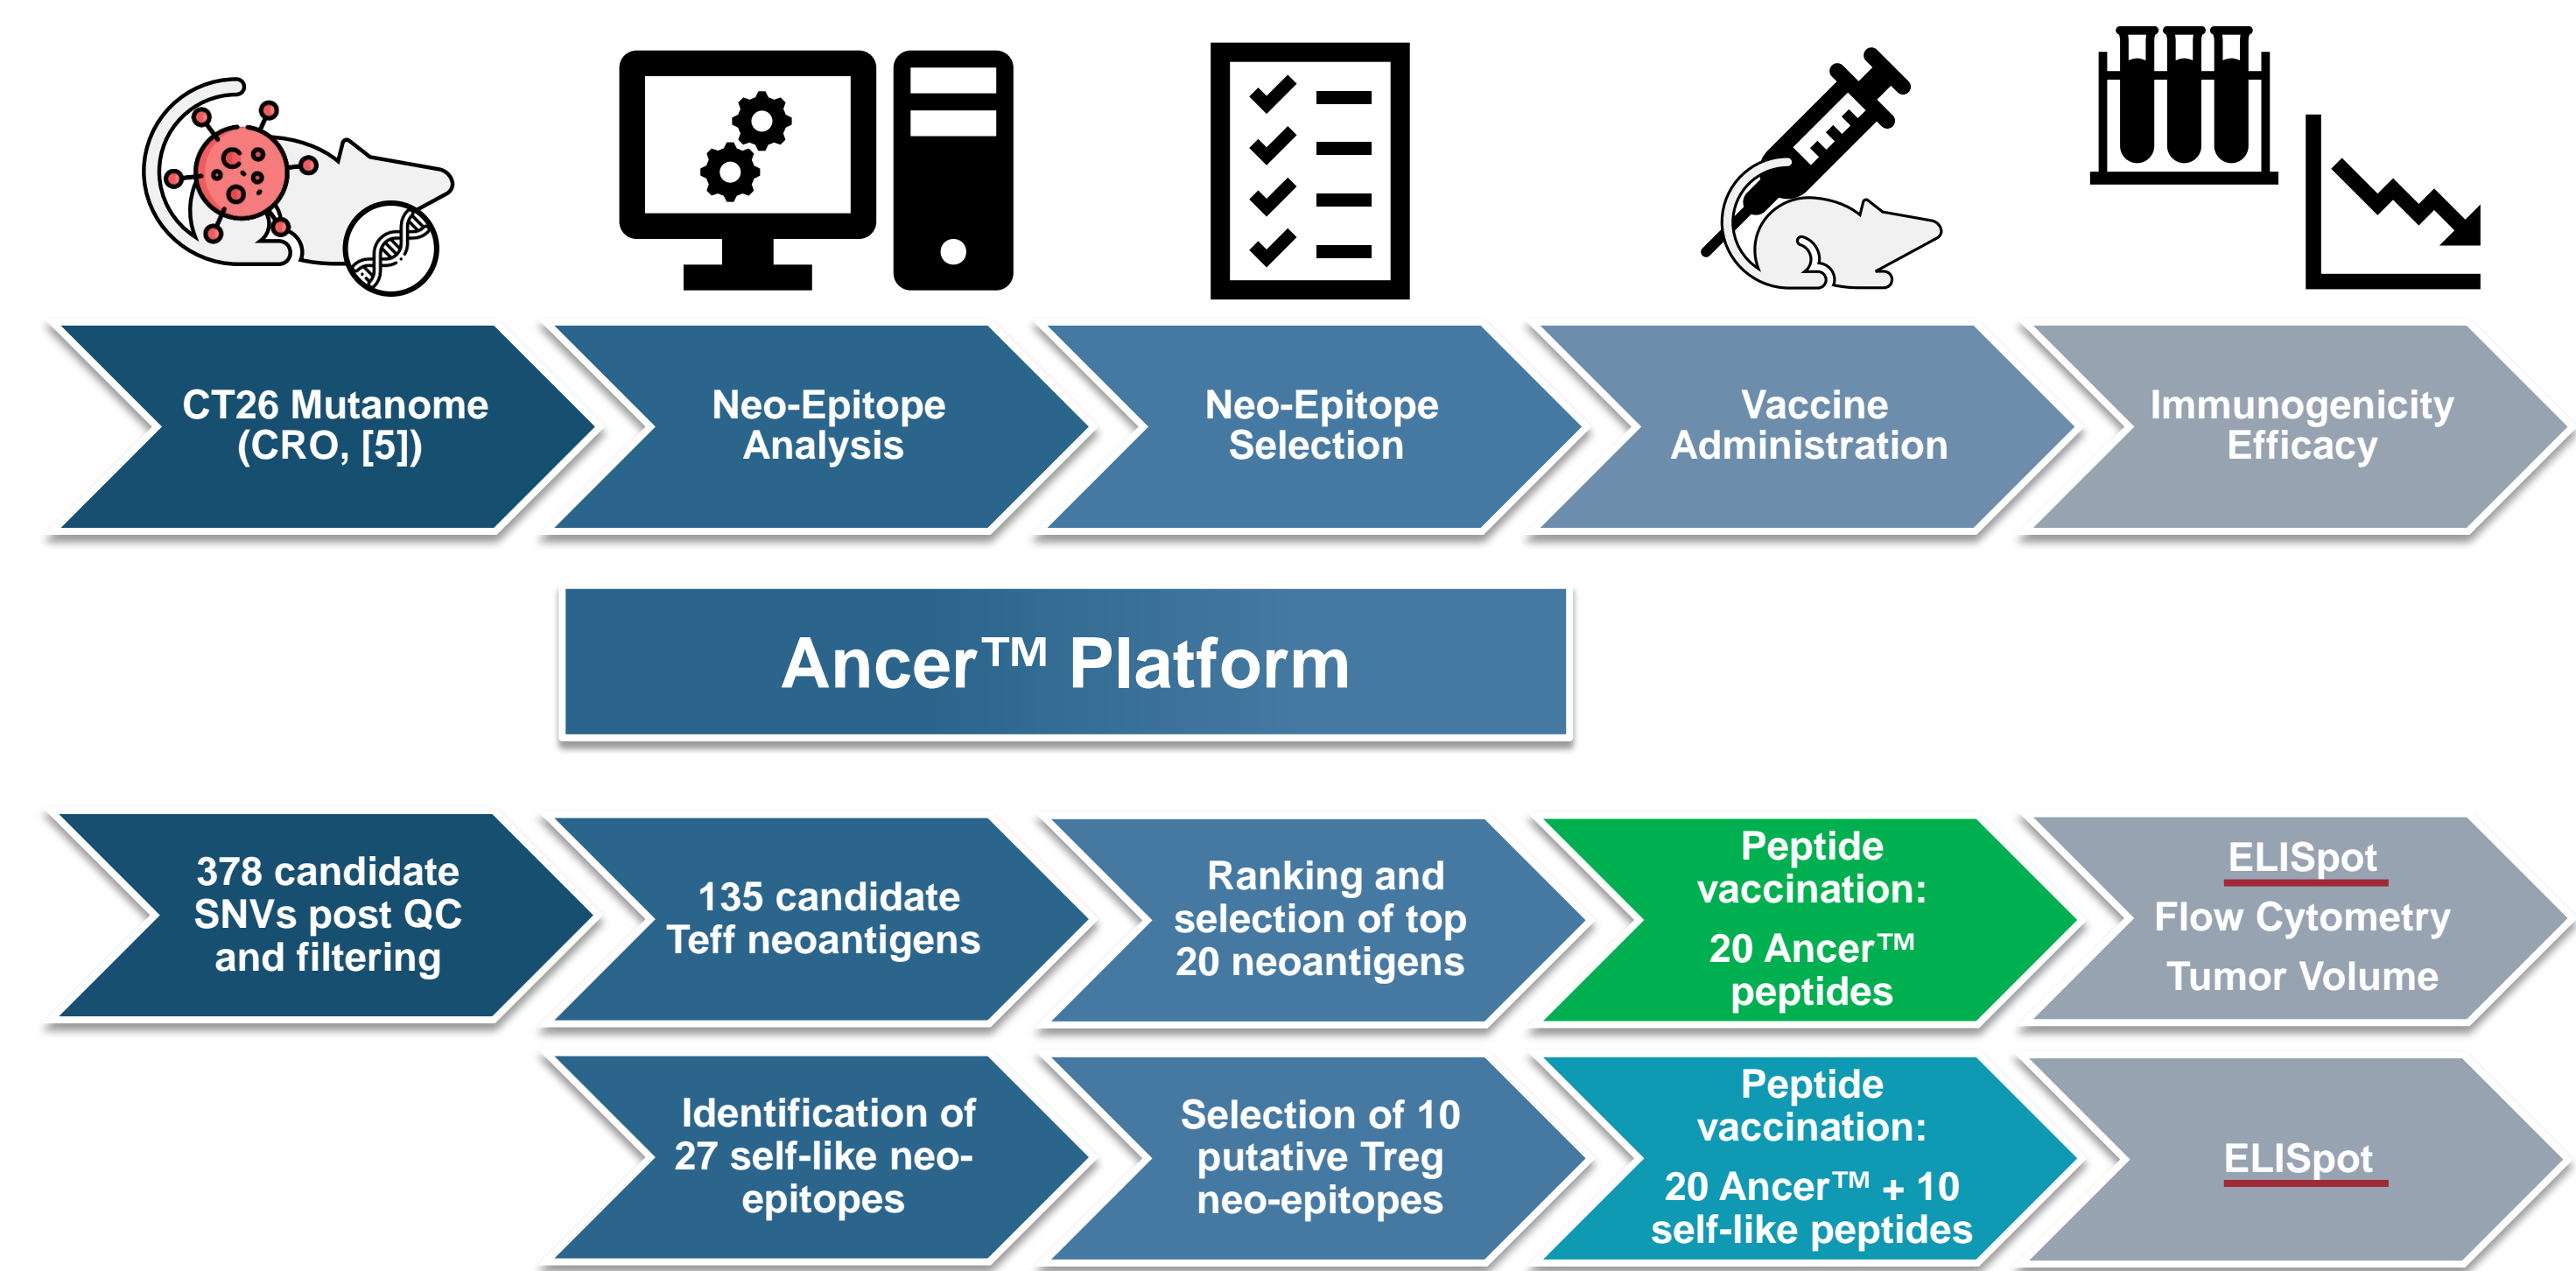 CT26 Mutanome
(CRO, [5])
Neo-Epitope
Analysis
Neo-Epitope
Selection
Vaccine
Administration
Immunogenicity
Efficacy
Ancer™ Platform
378 candidate
SNVs post QC
and filtering
135 candidate
Teff neoantigens
Ranking and
selection of top
20 neoantigens
Peptide
vaccination:
20 Ancer™
peptides
ELISpot
Flow Cytometry
Tumor Volume
Identification of
27 self-like neo-
epitopes
Selection of 10
putative Treg
neo-epitopes
Peptide
vaccination:
20 Ancer™ + 10
self-like peptides
ELISpot